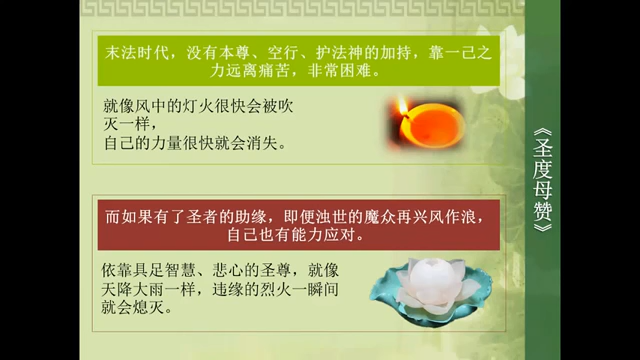 末法时代，没有本尊、空行、护法神的加持，靠一己之
力远离痛苦，非常困难。
就像风中的灯火很快会被吹
灭一样，
自己的力量很快就会消失。
而如果有了圣者的助缘，即便浊世的魔众再兴风作浪，
自己也有能力应对。
依靠具足智慧、悲心的圣尊，就像
天降大雨一样，违缘的烈火一瞬间
就会熄灭。
《圣度母赞》